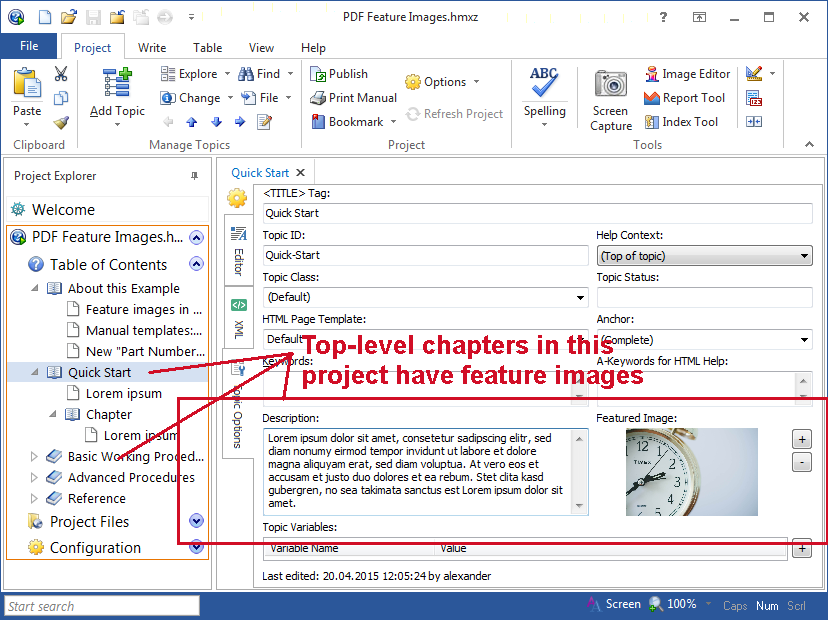 PDF Feature Images.hmxz
File Project Write Table View Help
Paste
Clipboard
Add Topic
Explore
Change
Find
File
Manage Topics
Publish
Print Manual
Bookmark
Options
Refresh Project
Project
ABC
Spelling
Screen
Capture
Image Editor
Report Tool
Index Tool
Tools
Project Explorer
Welcome
PDF Feature Images.h...
Table of Contents
About this Example
Feature images in ...
Manual templates:...
New "Part Number...
Quick Start
Lorem ipsum
Chapter
Lorem ipsum
Basic Working Proced...
Advanced Procedures
Reference
Project Files
Configuration
Quick Start
Editor
XML
Topic Options
<TITLE> Tag:
Quick Start
Topic ID:
Quick-Start
Help Context:
(Top of topic)
Topic Class:
(Default)
Topic Status:
HTML Page Template:
Default
Anchor:
(Complete)
Top-level chapters in this
project have feature images
Keywords:
A-Keywords for HTML Help:
Description:
Lorem ipsum dolor sit amet, consetetur sadipscing elitr, sed
diam nonumy eirmod tempor invidunt ut labore et dolore
magna aliquyam erat, sed diam voluptua. At vero eos et
accusam et justo duo dolores et ea rebum. Stet clita kasd
gubergren, no sea takimata sanctus est Lorem ipsum dolor sit
amet.
Featured Image:
TIMEX
Topic Variables:
Variable Name Value
Last edited: 20.04.2015 12:05:24 by alexander
Start search
Screen 100% Caps Num Scrl